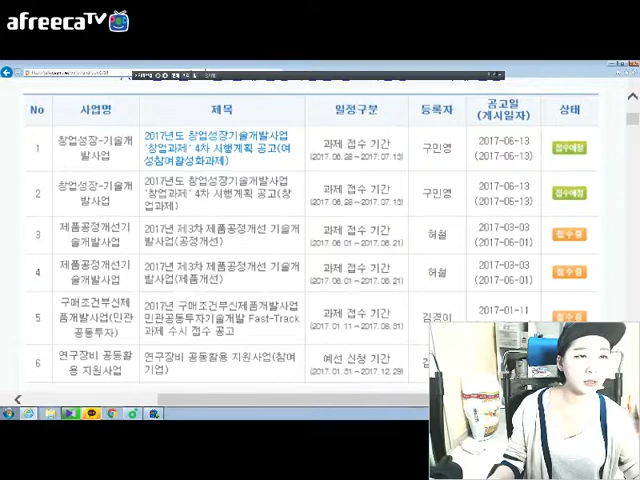 afreecaTV
No 사업명 제목 일정구분 등록자 공고일 상태
(게시일자)
1 창업성장-기술개발사업 2017년도 창업성장기술개발사업 과제 접수 기간 구민영 2017-06-13 접수예정
'창업과제' 4차 시행계획 공고(여성참여활성화과제) (2017.06.28~2017.07.13) (2017-06-13)
2 창업성장-기술개발사업 2017년도 창업성장기술개발사업 과제 접수 기간 구민영 2017-06-13 접수예정
'창업과제' 4차 시행계획 공고(창업과제) (2017.06.28~2017.07.13) (2017-06-13)
3 제품공정개선기술개발사업 2017년 제3차 제품공정개선 기술개발사업(공정개선) 과제 접수 기간 허철 2017-03-03 접수중
(2017.06.01~2017.06.21) (2017-06-01)
4 제품공정개선기술개발사업 2017년 제3차 제품공정개선 기술개발사업(제품개선) 과제 접수 기간 허철 2017-03-03 접수중
(2017.06.01~2017.06.21) (2017-06-01)
5 구매조건부신제품개발사업(민관공동투자) 2017년 구매조건부신제품개발사업 과제 접수 기간 2017-01-11
민관공동투자기술개발 Fast-Track 과제 수시 접수 공고 (2017.01.11~2017.08.31)
6 연구장비 공동활용 지원사업 연구장비 공동활용 지원사업(참여기업) 예선 신청 기간
(2017.01.31~2017.12.29)